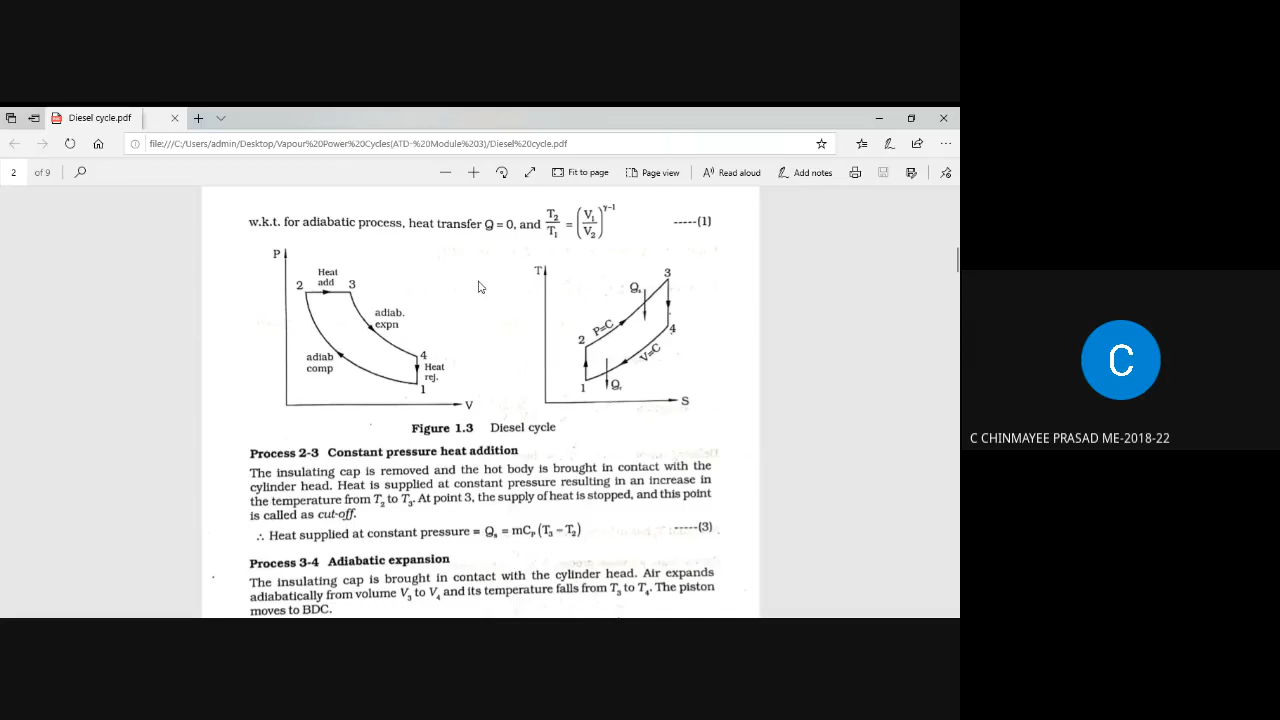 Diesel cycle.pdf
file:///C:/Users/admin/Desktop/Vapour%20Power%20Cycles(ATD-%20Module%203)/Diesel%20cycle.pdf
2 of 9
Fit to page
Page view
Read aloud
Add notes
w.k.t. for adiabatic process, heat transfer Q = 0, and T₂/T₁ = (V₁/V₂)^γ−1 -----(1)
P
Heat
add
2
3
adiab.
expn
adiab
comp
4
Heat
rej.
1
V
T
3
Qₛ
P=C
2
4
V=C
1
Qᵣ
S
Figure 1.3 Diesel cycle
Process 2-3 Constant pressure heat addition
The insulating cap is removed and the hot body is brought in contact with the
cylinder head. Heat is supplied at constant pressure resulting in an increase in
the temperature from T₂ to T₃. At point 3, the supply of heat is stopped, and this point
is called as cut-off.
∴ Heat supplied at constant pressure = Qₛ = mCₚ (T₃ − T₂) -----(3)
Process 3-4 Adiabatic expansion
The insulating cap is brought in contact with the cylinder head. Air expands
adiabatically from volume V₃ to V₄ and its temperature falls from T₃ to T₄. The piston
moves to BDC.
C
C CHINMAYEE PRASAD ME-2018-22